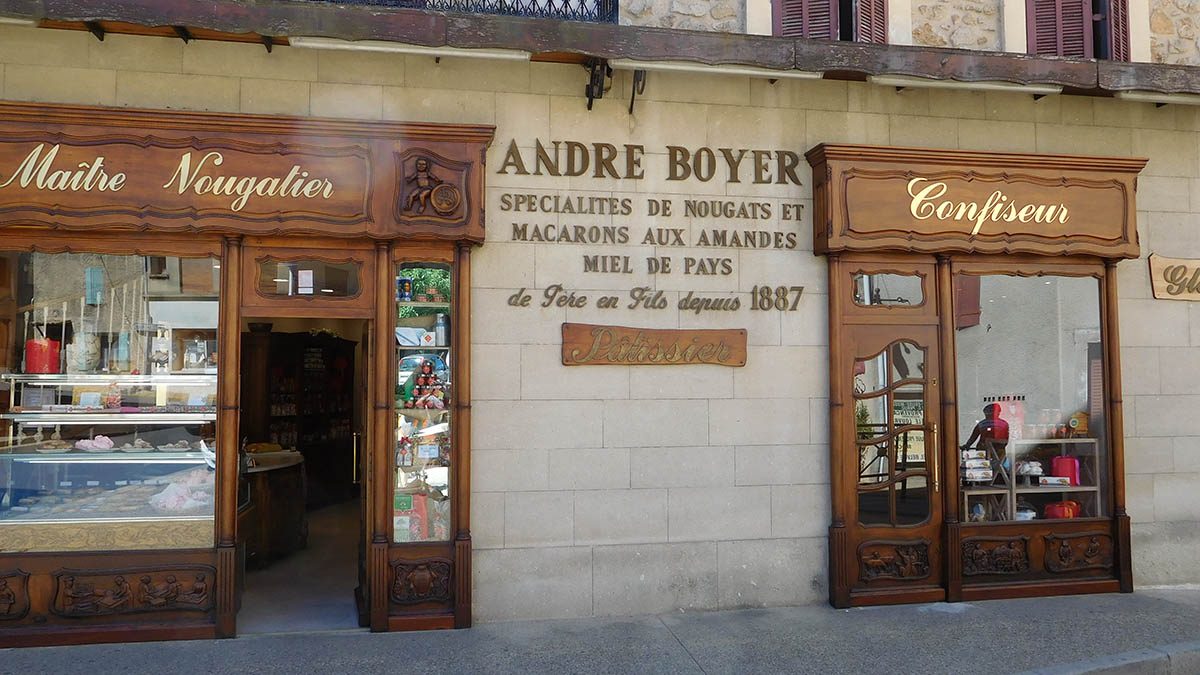 Maître Nougatier
ANDRE BOYER
SPECIALITES DE NOUGATS ET
MACARONS AUX AMANDES
MIEL DE PAYS
de Père en Fils depuis 1887
Pâtissier
Confiseur